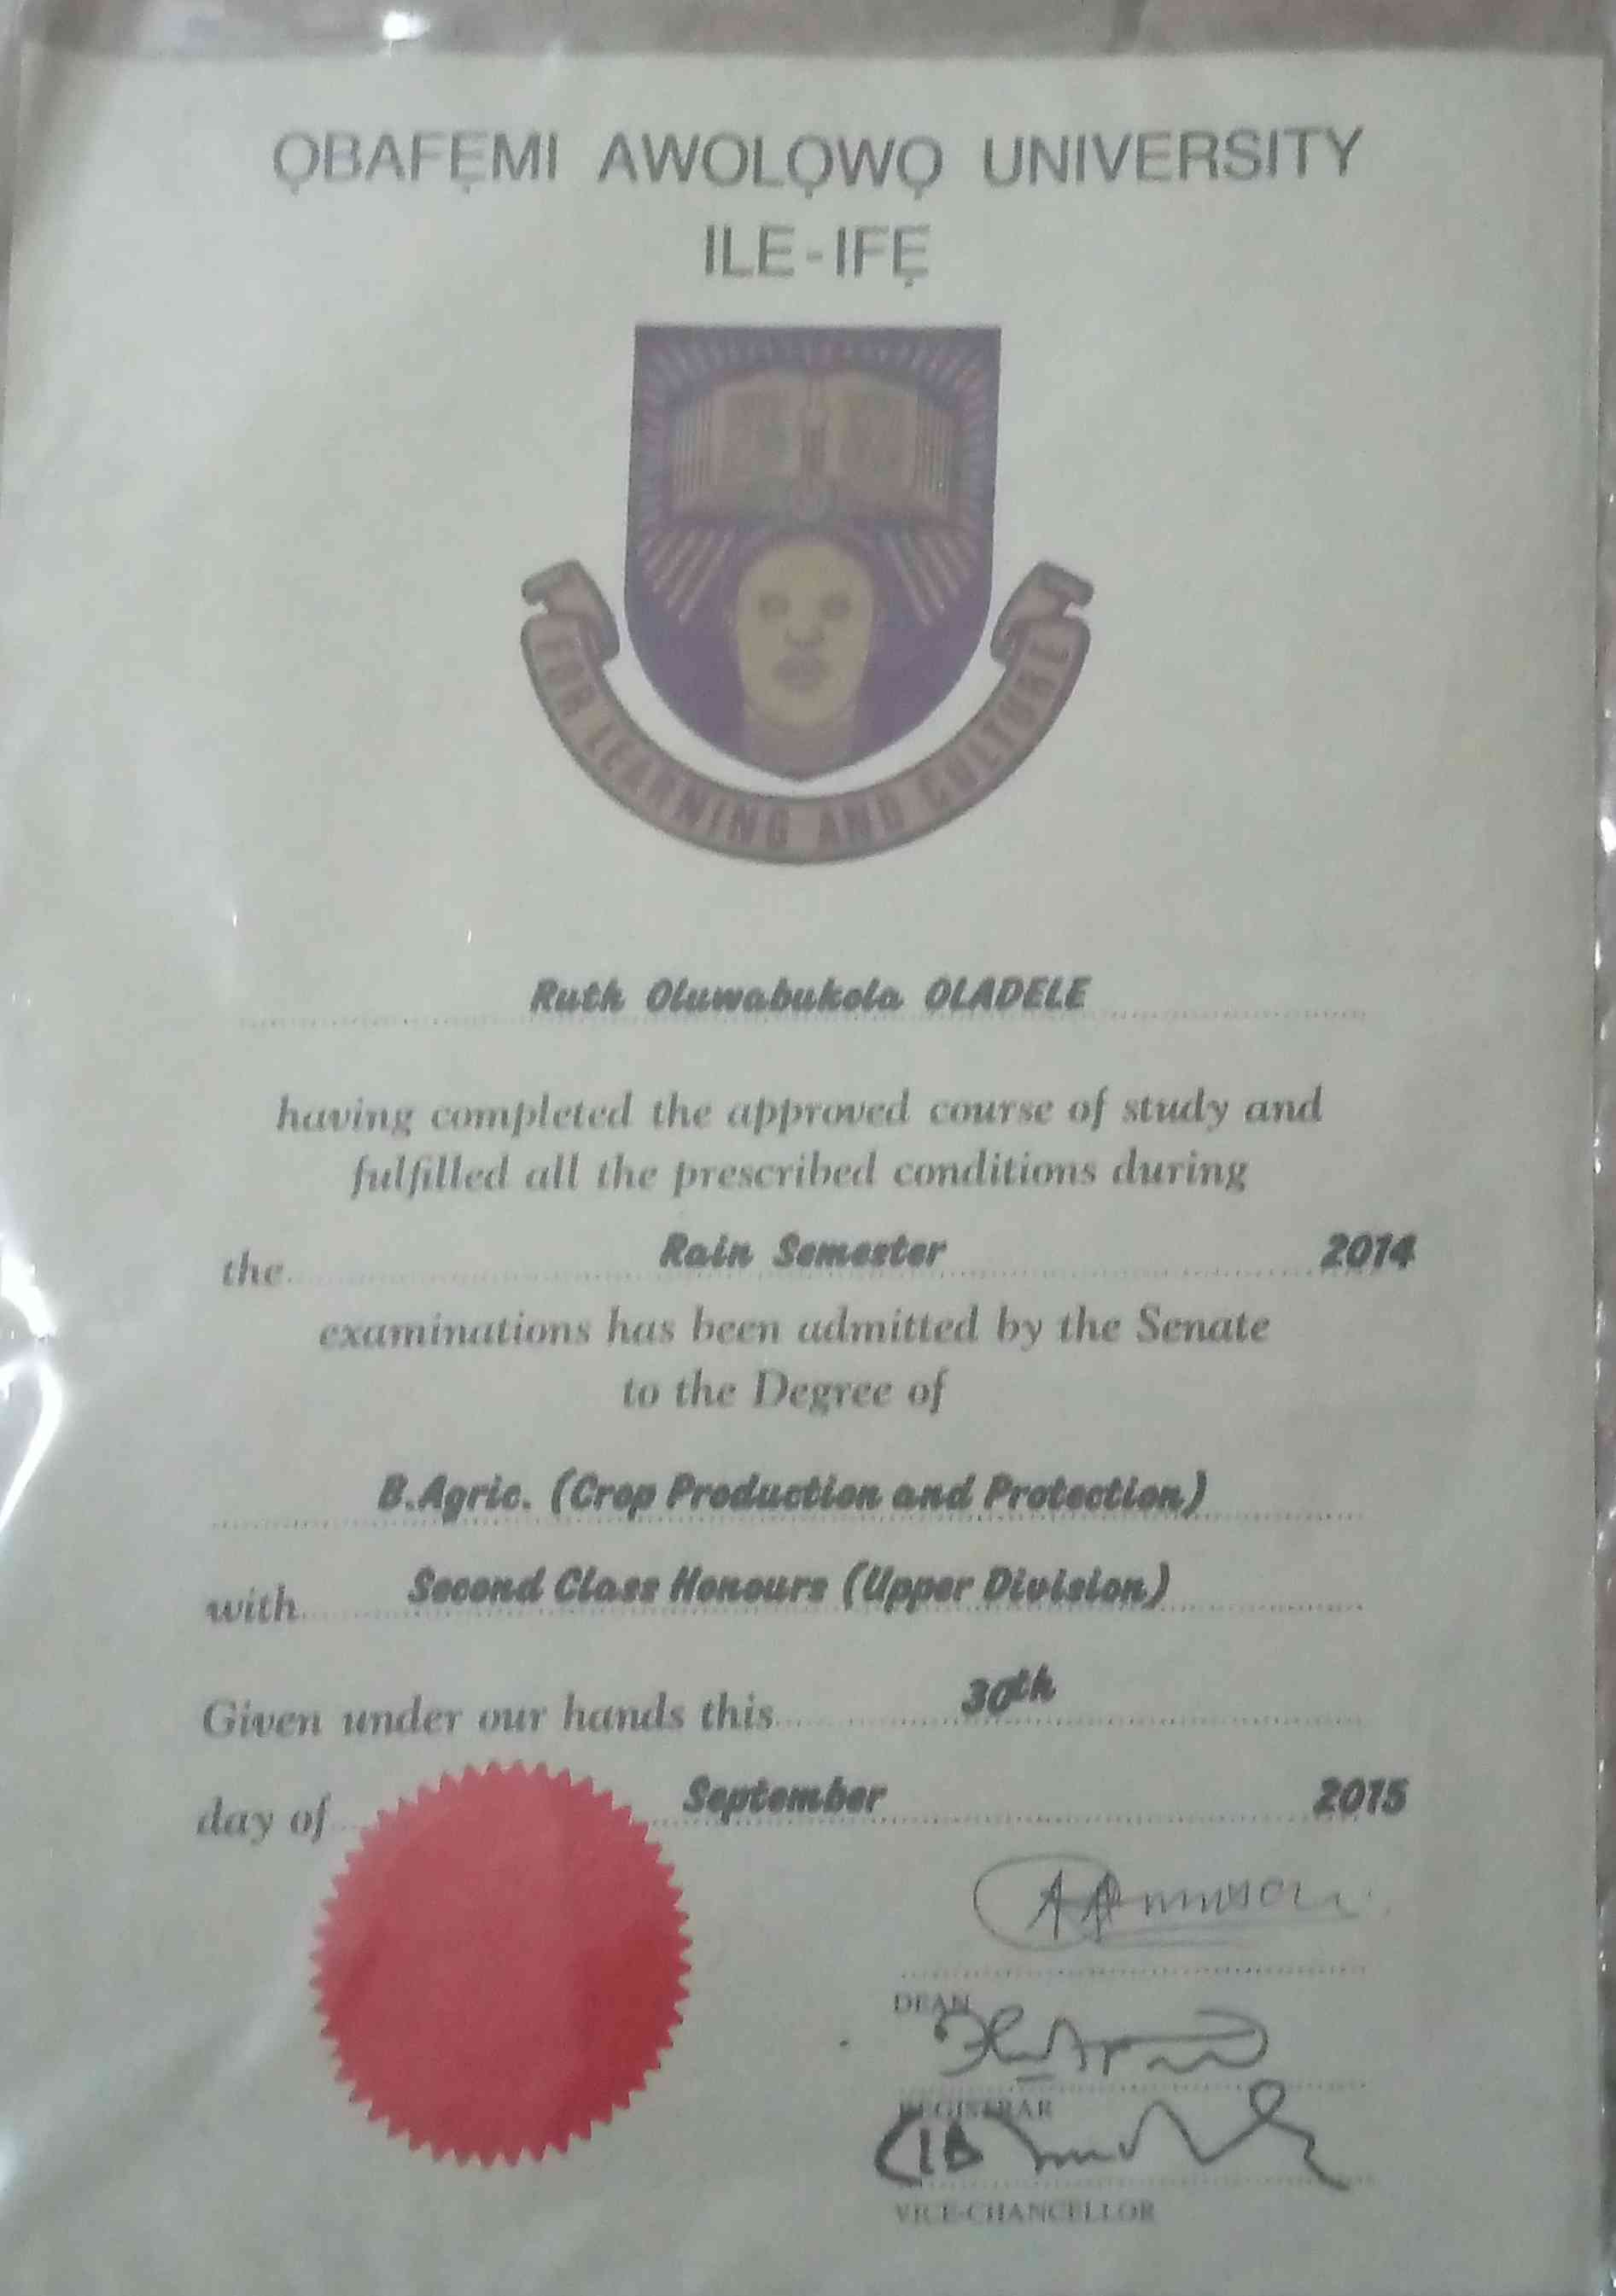 ỌBAFẸMI AWOLỌWỌ UNIVERSITY
ILE-IFẸ
FOR LEARNING AND CULTURE
Ruth Oluwabukola OLADELE
having completed the approved course of study and
fulfilled all the prescribed conditions during
the Rain Semester 2014
examinations has been admitted by the Senate
to the Degree of
B.Agric. (Crop Production and Protection)
with Second Class Honours (Upper Division)
Given under our hands this 30th
day of September 2015
DEAN
REGISTRAR
VICE-CHANCELLOR